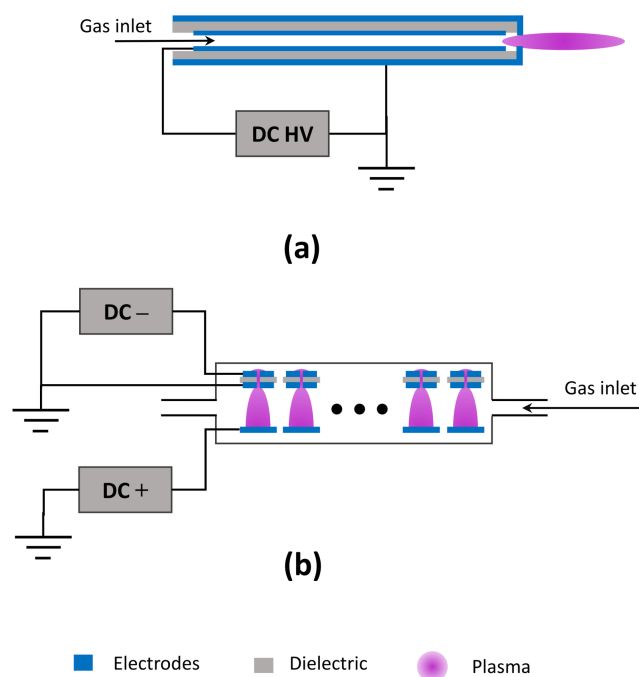 Gas inlet
DC HV
(a)
DC −
Gas inlet
DC +
(b)
Electrodes
Dielectric
Plasma